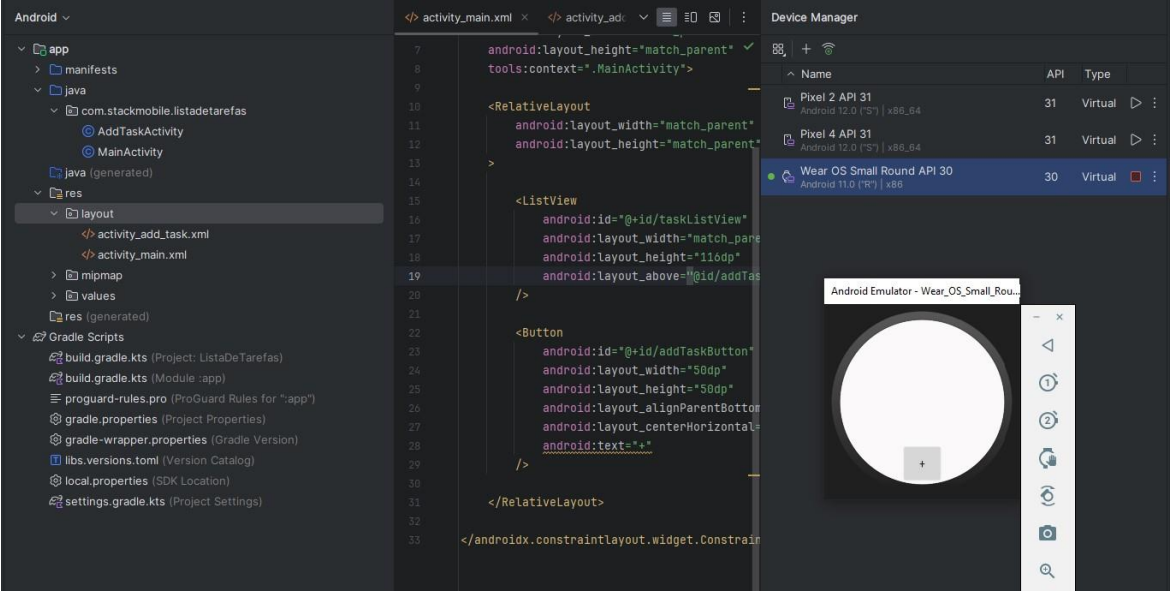 Android
app
manifests
java
com.stackmobile.listadetarefas
AddTaskActivity
MainActivity
java (generated)
res
layout
activity_add_task.xml
activity_main.xml
mipmap
values
res (generated)
Gradle Scripts
build.gradle.kts (Project: ListaDeTarefas)
build.gradle.kts (Module :app)
proguard-rules.pro (ProGuard Rules for ":app")
gradle.properties (Project Properties)
gradle-wrapper.properties (Gradle Version)
libs.versions.toml (Version Catalog)
local.properties (SDK Location)
settings.gradle.kts (Project Settings)
activity_main.xml activity_add
7 android:layout_height="match_parent"
8 tools:context=".MainActivity">
9
10 <RelativeLayout
11 android:layout_width="match_parent"
12 android:layout_height="match_parent"
13 >
14
15 <ListView
16 android:id="@+id/taskListView"
17 android:layout_width="match_pare
18 android:layout_height="116dp"
19 android:layout_above="@id/addTas
20 />
21
22 <Button
23 android:id="@+id/addTaskButton"
24 android:layout_width="50dp"
25 android:layout_height="50dp"
26 android:layout_alignParentBottom
27 android:layout_centerHorizontal=
28 android:text="+"
29 />
30
31 </RelativeLayout>
32
33 </androidx.constraintlayout.widget.Constrain
Device Manager
Name API Type
Pixel 2 API 31 31 Virtual
Android 12.0 ("S") | x86_64
Pixel 4 API 31 31 Virtual
Android 12.0 ("S") | x86_64
Wear OS Small Round API 30 30 Virtual
Android 11.0 ("R") | x86
Android Emulator - Wear_OS_Small_Rou...
+
1
2